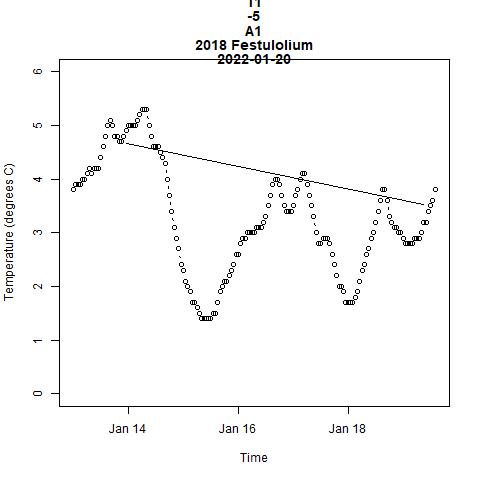 T1
-5
A1
2018 Festulolium
2022-01-20
Temperature (degrees C)
6
5
4
3
2
1
0
Jan 14
Jan 16
Jan 18
Time